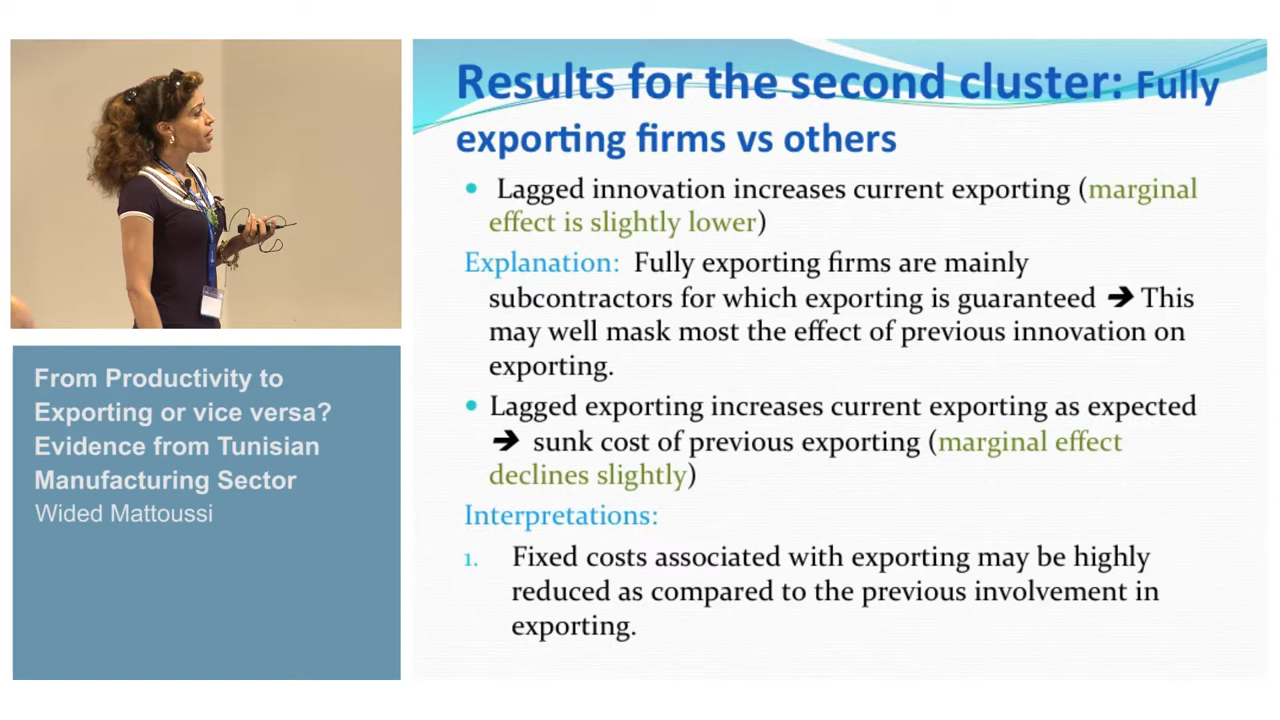 From Productivity to
Exporting or vice versa?
Evidence from Tunisian
Manufacturing Sector
Wided Mattoussi
Results for the second cluster: Fully
exporting firms vs others
• Lagged innovation increases current exporting (marginal
effect is slightly lower)
Explanation: Fully exporting firms are mainly
subcontractors for which exporting is guaranteed ➔ This
may well mask most the effect of previous innovation on
exporting.
• Lagged exporting increases current exporting as expected
➔ sunk cost of previous exporting (marginal effect
declines slightly)
Interpretations:
1. Fixed costs associated with exporting may be highly
reduced as compared to the previous involvement in
exporting.